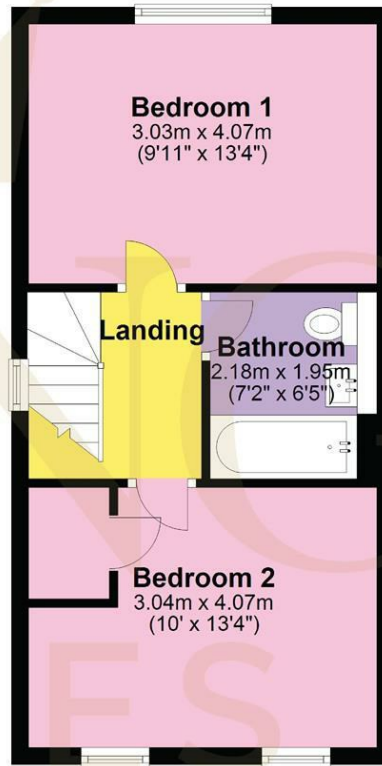 Bedroom 1
3.03m x 4.07m
(9'11" x 13'4")
Landing
Bathroom
2.18m x 1.95m
(7'2" x 6'5")
Bedroom 2
3.04m x 4.07m
(10' x 13'4")